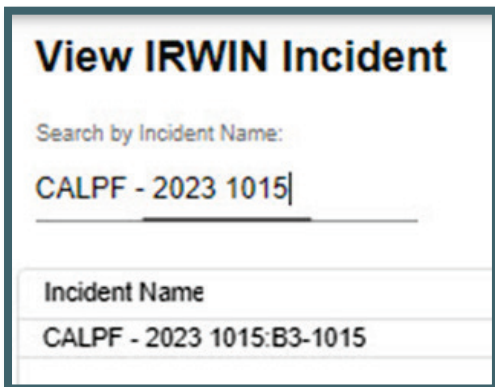 View IRWIN Incident
Search by Incident Name:
CALPF - 2023 1015
Incident Name
CALPF - 2023 1015:B3-1015